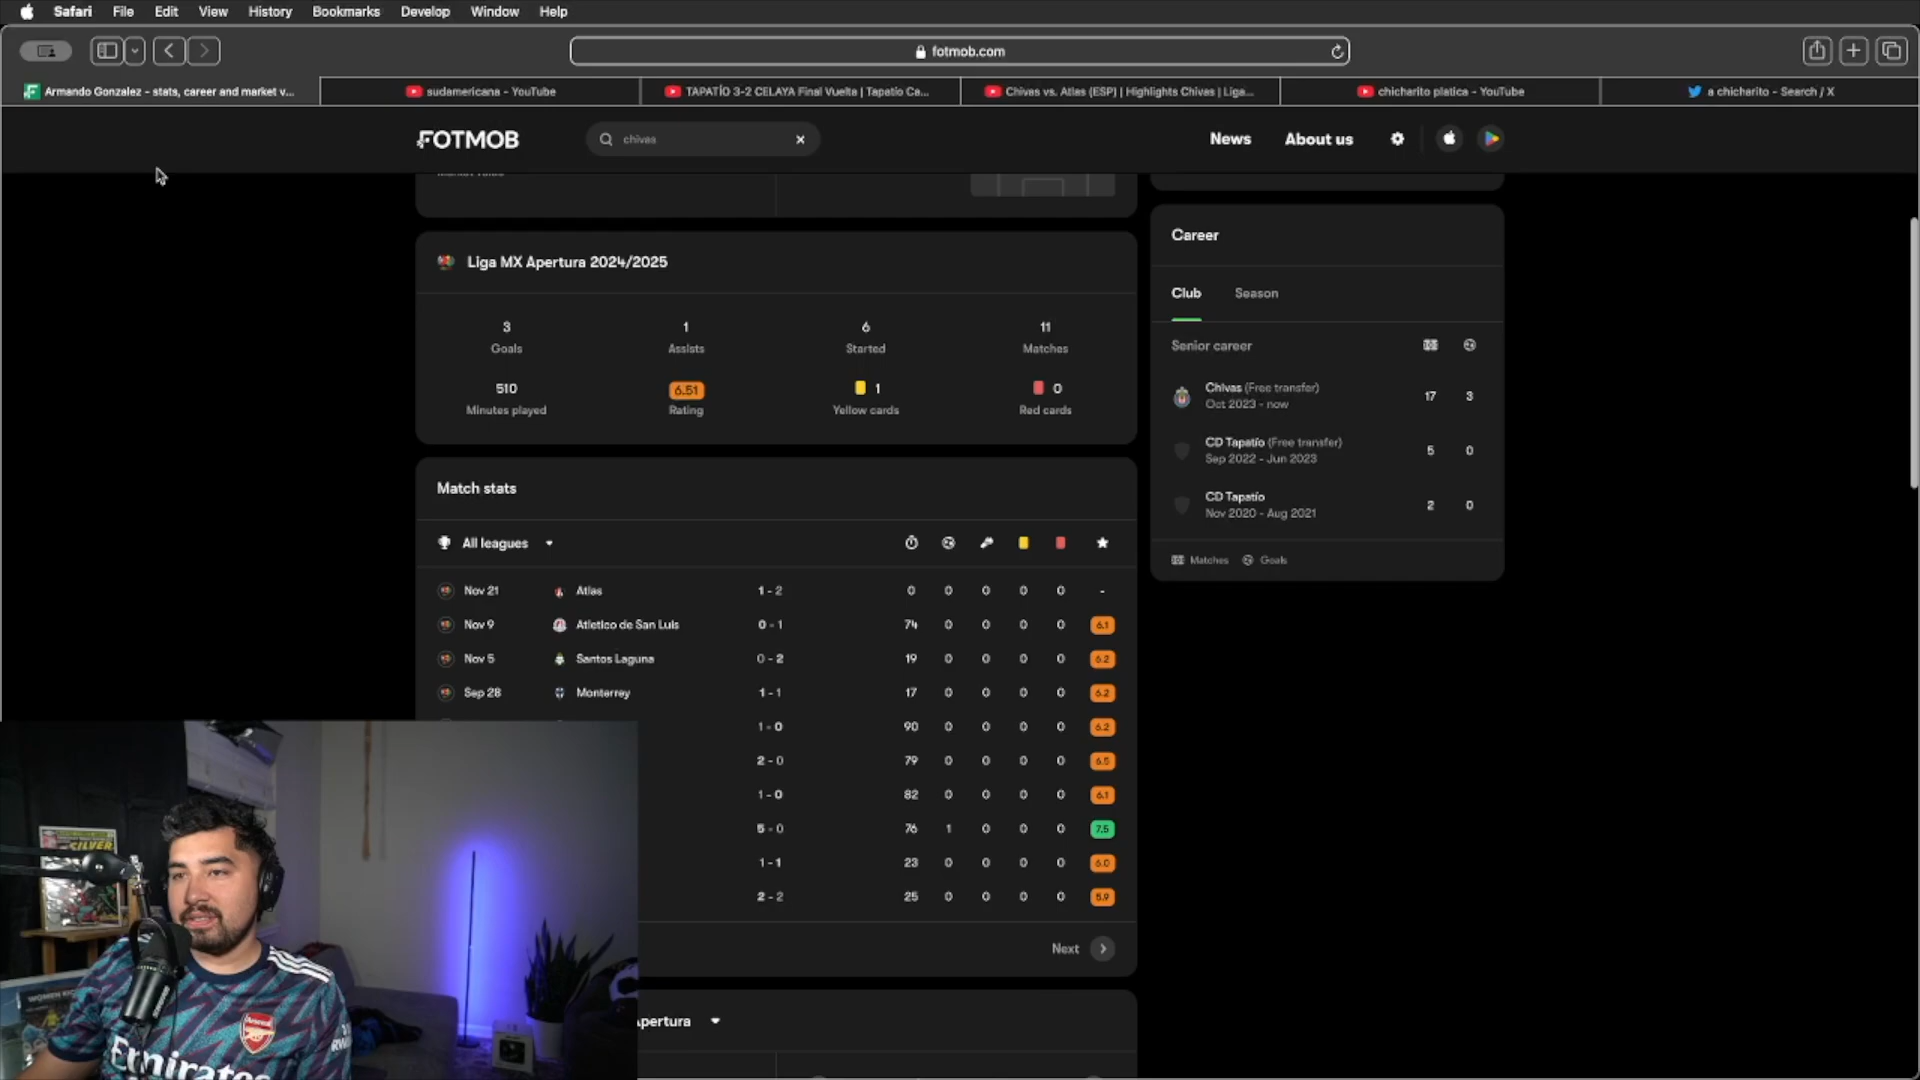 Safari File Edit View History Bookmarks Develop Window Help
fotmob.com
Armando Gonzalez - stats, career and market v...
sudamericana - YouTube
TAPATÍO 3-2 CELAYA Final Vuelta | Tapatío Ca...
Chivas vs. Atlas (ESP) | Highlights Chivas | Liga...
chicharito platica - YouTube
a chicharito - Search / X
FOTMOB
chivas
News
About us
Liga MX Apertura 2024/2025
3 1 6 11
Goals Assists Started Matches
510 6.51 1 0
Minutes played Rating Yellow cards Red cards
Match stats
All leagues
Nov 21 Atlas 1 - 2 0 0 0 0 0 -
Nov 9 Atletico de San Luis 0 - 1 74 0 0 0 0 6.1
Nov 5 Santos Laguna 0 - 2 19 0 0 0 0 6.2
Sep 28 Monterrey 1 - 1 17 0 0 0 0 6.2
1 - 0 90 0 0 0 0 6.2
2 - 0 79 0 0 0 0 6.5
1 - 0 82 0 0 0 0 6.1
5 - 0 76 1 0 0 0 7.5
1 - 1 23 0 0 0 0 6.0
2 - 2 25 0 0 0 0 5.9
Next
Apertura
Career
Club Season
Senior career
Chivas (Free transfer) 17 3
Oct 2023 - now
CD Tapatío (Free transfer) 5 0
Sep 2022 - Jun 2023
CD Tapatío 2 0
Nov 2020 - Aug 2021
Matches Goals
SILVER
Arsenal
Emirates